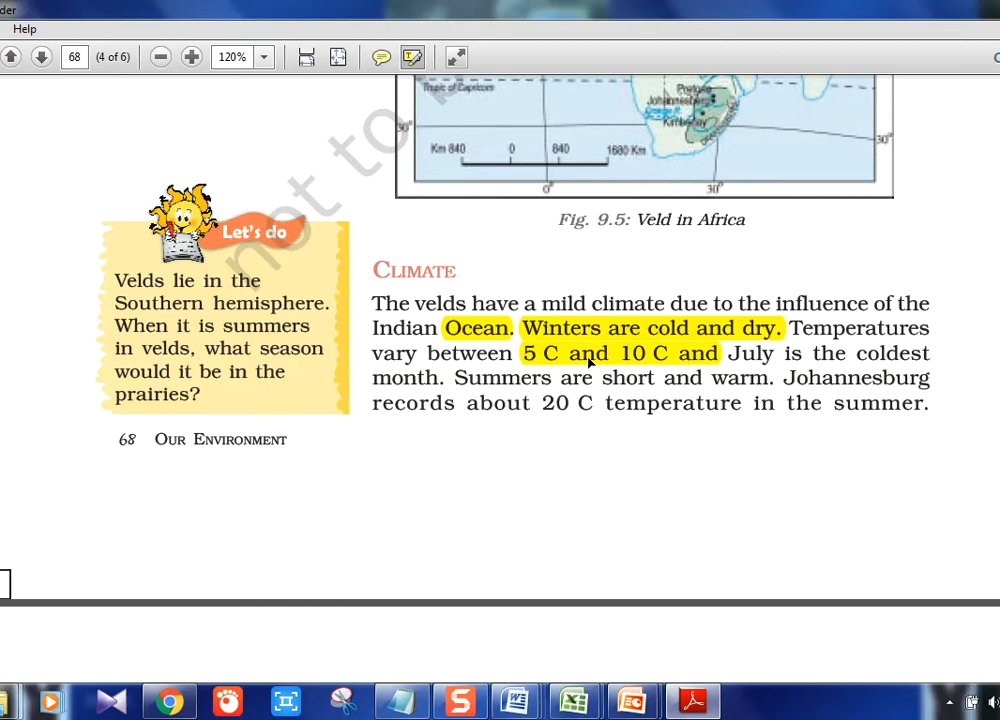 der
Help
68 (4 of 6) 120%
not to b
Tropic of Capricorn
Pretoria
Johannesburg
Kimberley
30°
30°
Km 840 0 840 1680 Km
0° 30°
Fig. 9.5: Veld in Africa
Let's do
Velds lie in the
Southern hemisphere.
When it is summers
in velds, what season
would it be in the
prairies?
CLIMATE
The velds have a mild climate due to the influence of the
Indian Ocean. Winters are cold and dry. Temperatures
vary between 5 C and 10 C and July is the coldest
month. Summers are short and warm. Johannesburg
records about 20 C temperature in the summer.
68 OUR ENVIRONMENT